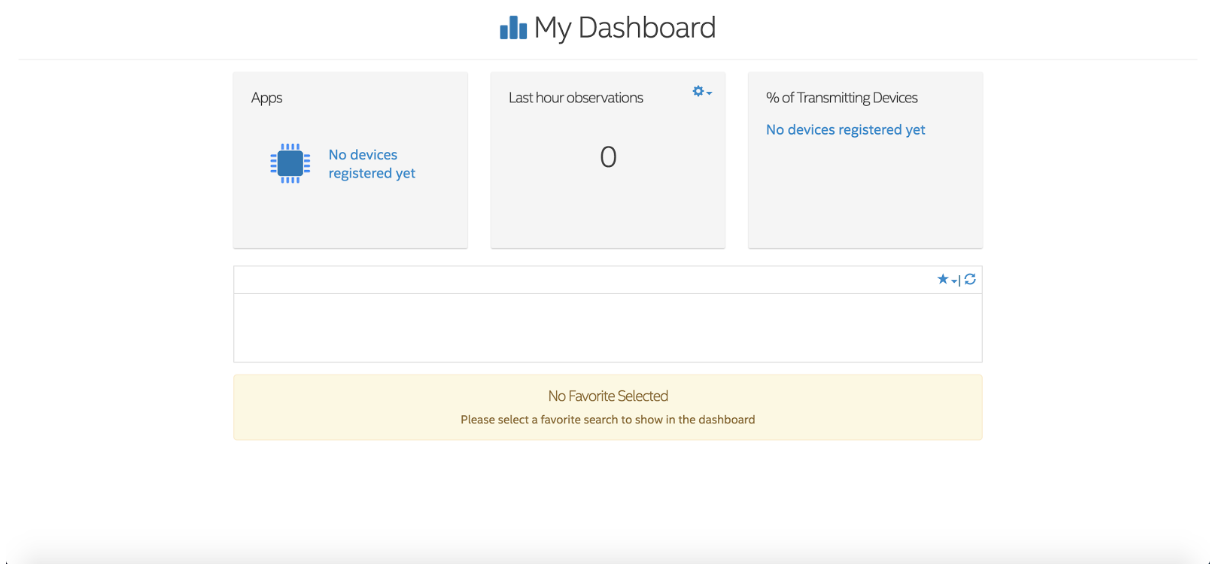 My Dashboard
Apps
No devices
registered yet
Last hour observations
0
% of Transmitting Devices
No devices registered yet
No Favorite Selected
Please select a favorite search to show in the dashboard